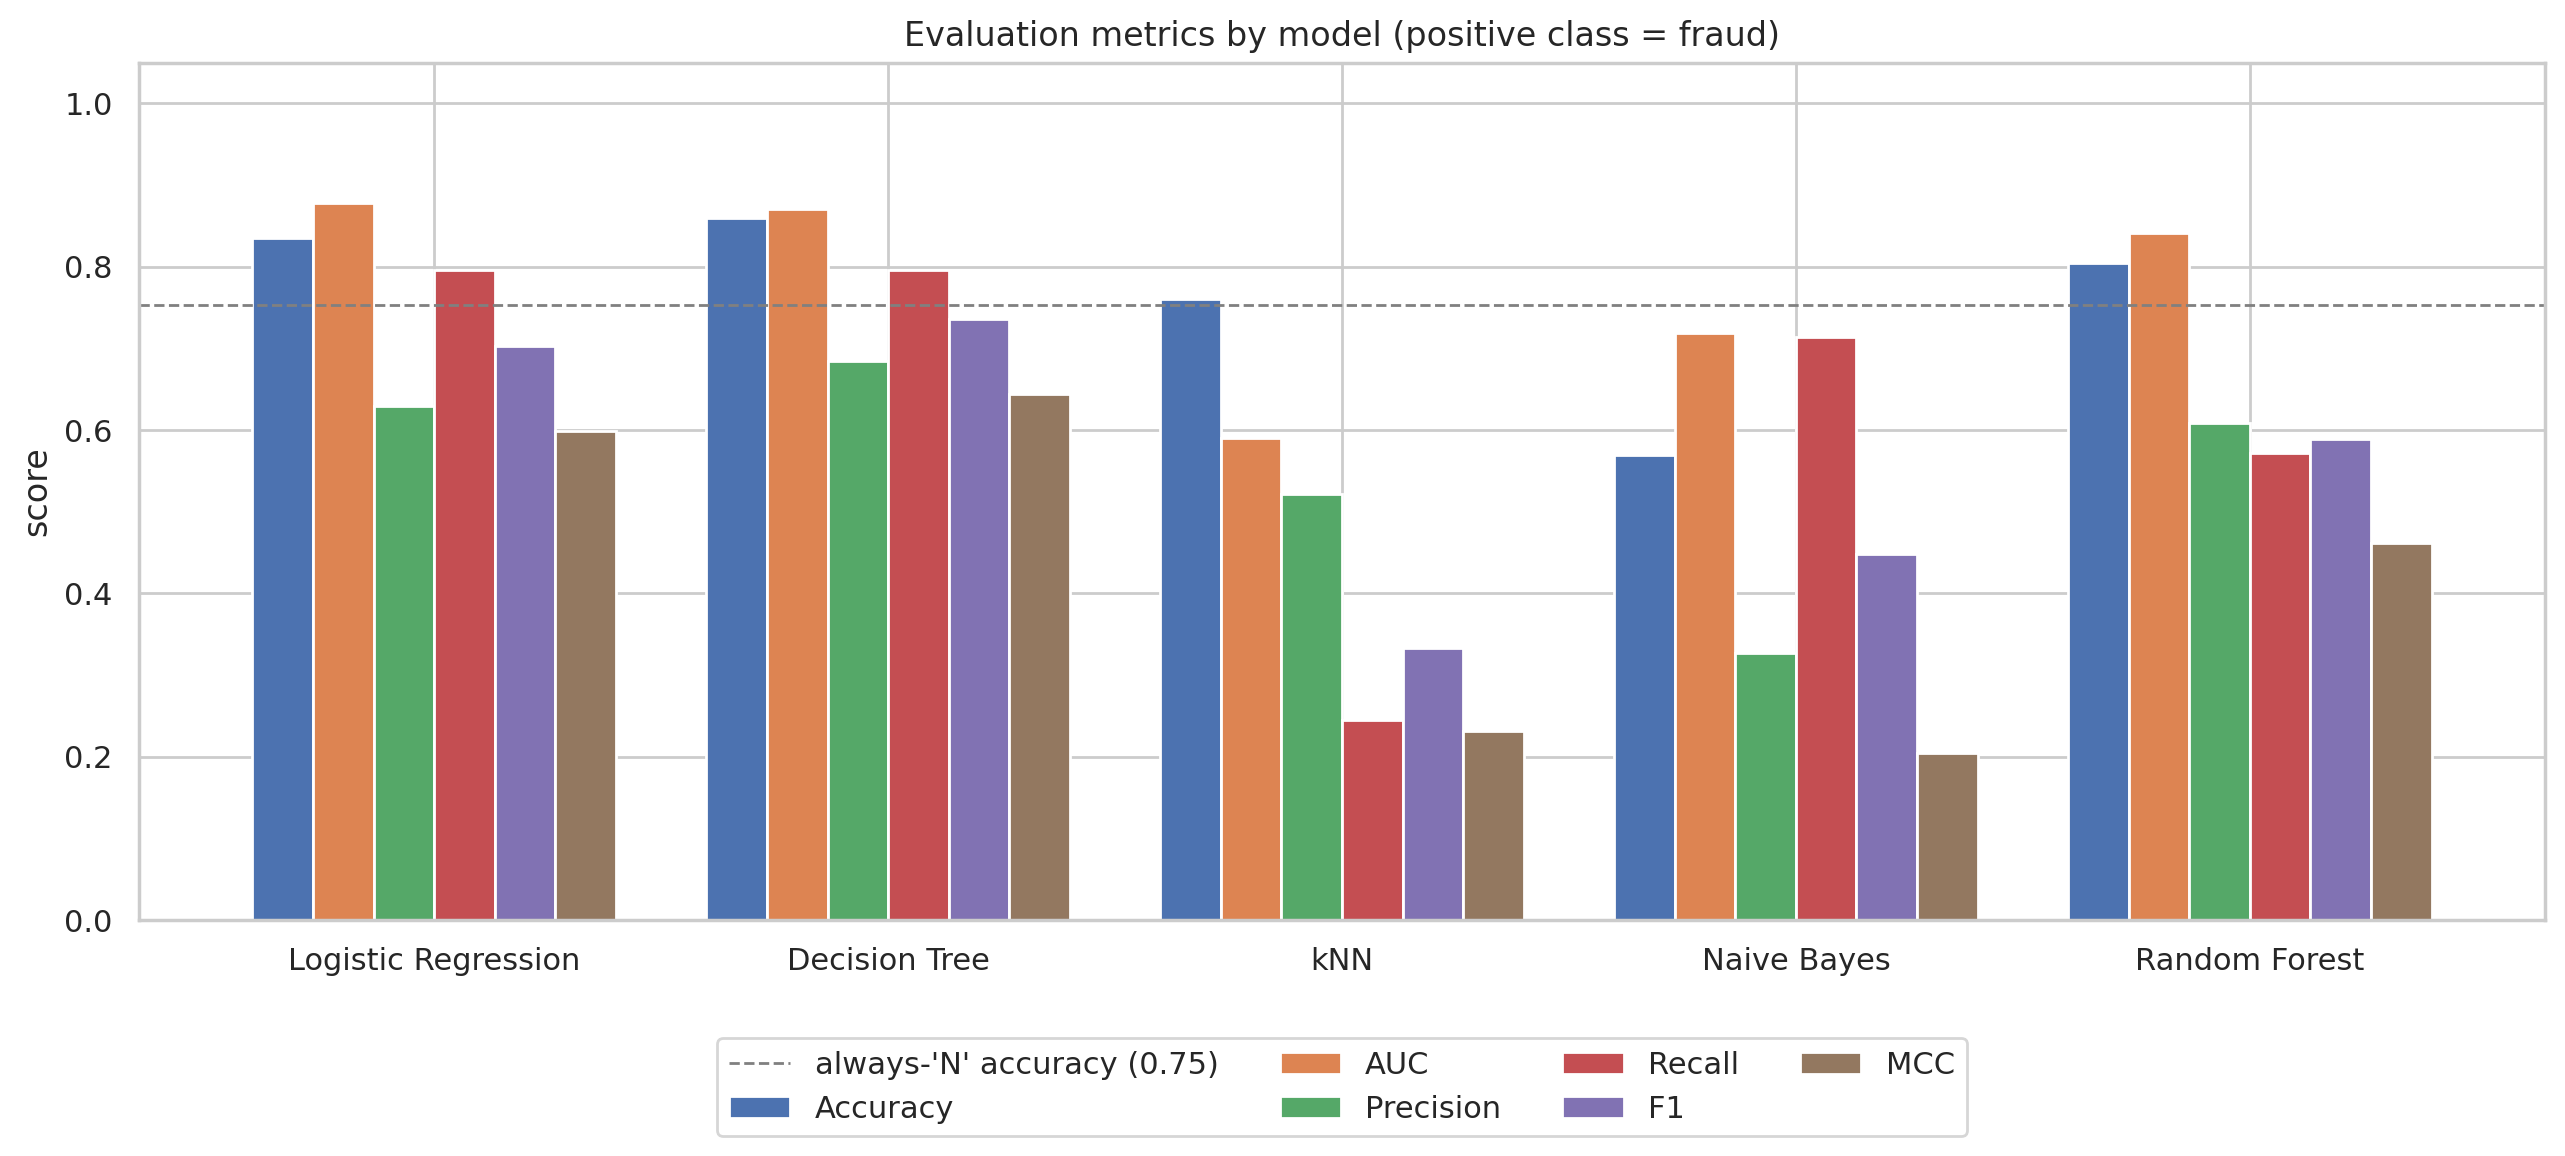 Evaluation metrics by model (positive class = fraud)
1.0
0.8
0.6
0.4
0.2
0.0
score
Logistic Regression
Decision Tree
kNN
Naive Bayes
Random Forest
always-'N' accuracy (0.75)
Accuracy
AUC
Precision
Recall
F1
MCC